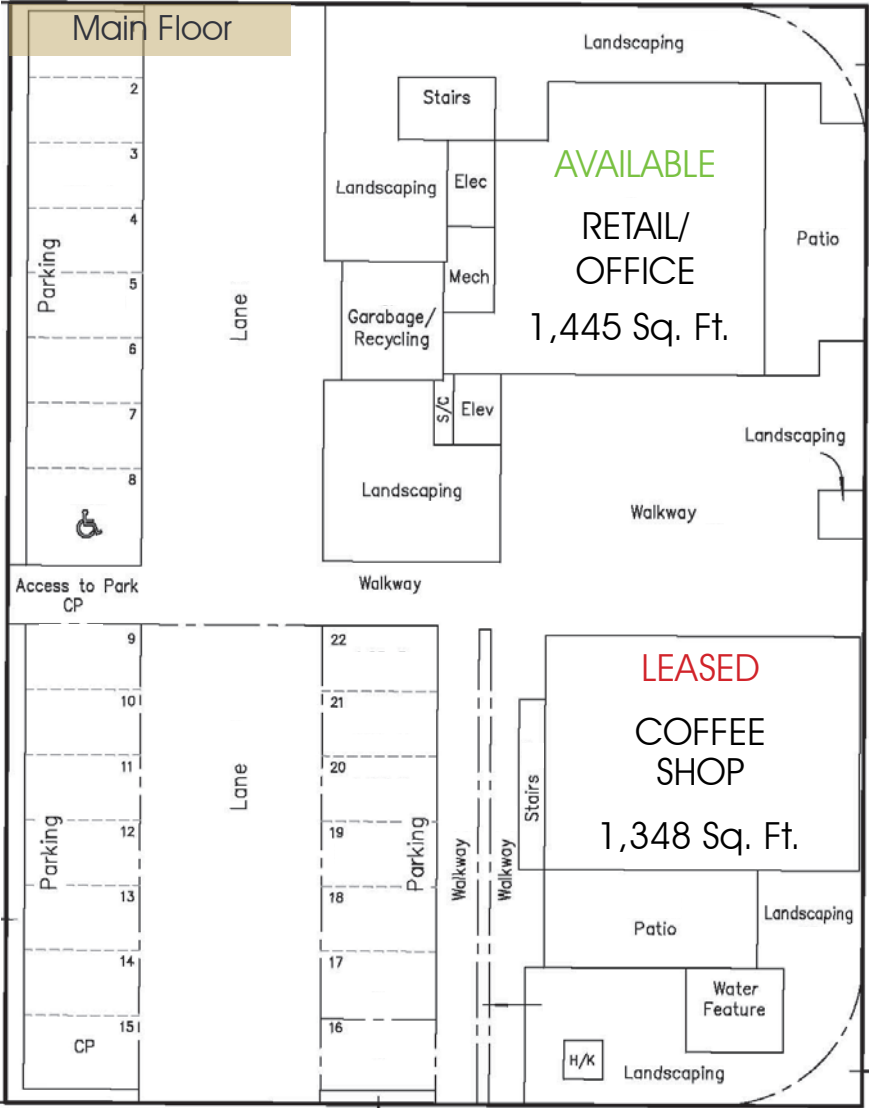 Main Floor
Landscaping
2
Stairs
3
AVAILABLE
Landscaping
Elec
4
RETAIL/
OFFICE
Patio
Parking
5
Mech
Lane
Garabage/
Recycling
1,445 Sq. Ft.
6
7
S/C
Elev
Landscaping
8
Landscaping
Walkway
Access to Park
CP
Walkway
9
22
LEASED
10
21
COFFEE
SHOP
11
20
Lane
Stairs
12
19
1,348 Sq. Ft.
Parking
Parking
Walkway
Walkway
13
18
Landscaping
Patio
14
17
Water
Feature
15
16
CP
H/K
Landscaping